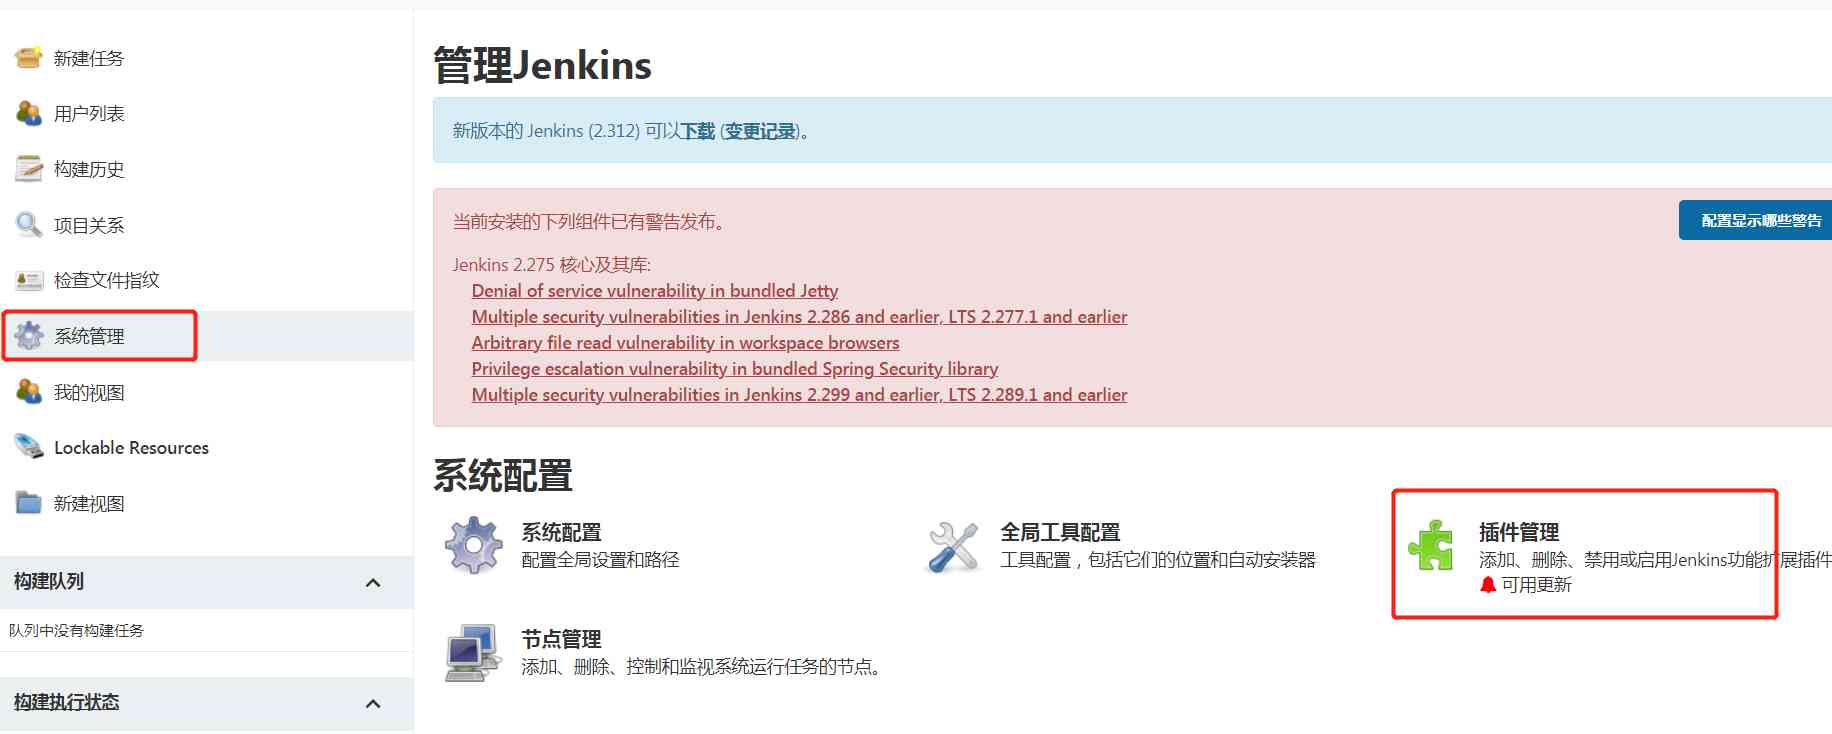 新建任务
用户列表
构建历史
项目关系
检查文件指纹
系统管理
我的视图
Lockable Resources
新建视图
构建队列
队列中没有构建任务
构建执行状态
管理Jenkins
新版本的 Jenkins (2.312) 可以下载 (变更记录)。
当前安装的下列组件已有警告发布。
配置显示哪些警告
Jenkins 2.275 核心及其库:
Denial of service vulnerability in bundled Jetty
Multiple security vulnerabilities in Jenkins 2.286 and earlier, LTS 2.277.1 and earlier
Arbitrary file read vulnerability in workspace browsers
Privilege escalation vulnerability in bundled Spring Security library
Multiple security vulnerabilities in Jenkins 2.299 and earlier, LTS 2.289.1 and earlier
系统配置
系统配置
配置全局设置和路径
全局工具配置
工具配置，包括它们的位置和自动安装器
插件管理
添加、删除、禁用或启用Jenkins功能扩展插件
可用更新
节点管理
添加、删除、控制和监视系统运行任务的节点。